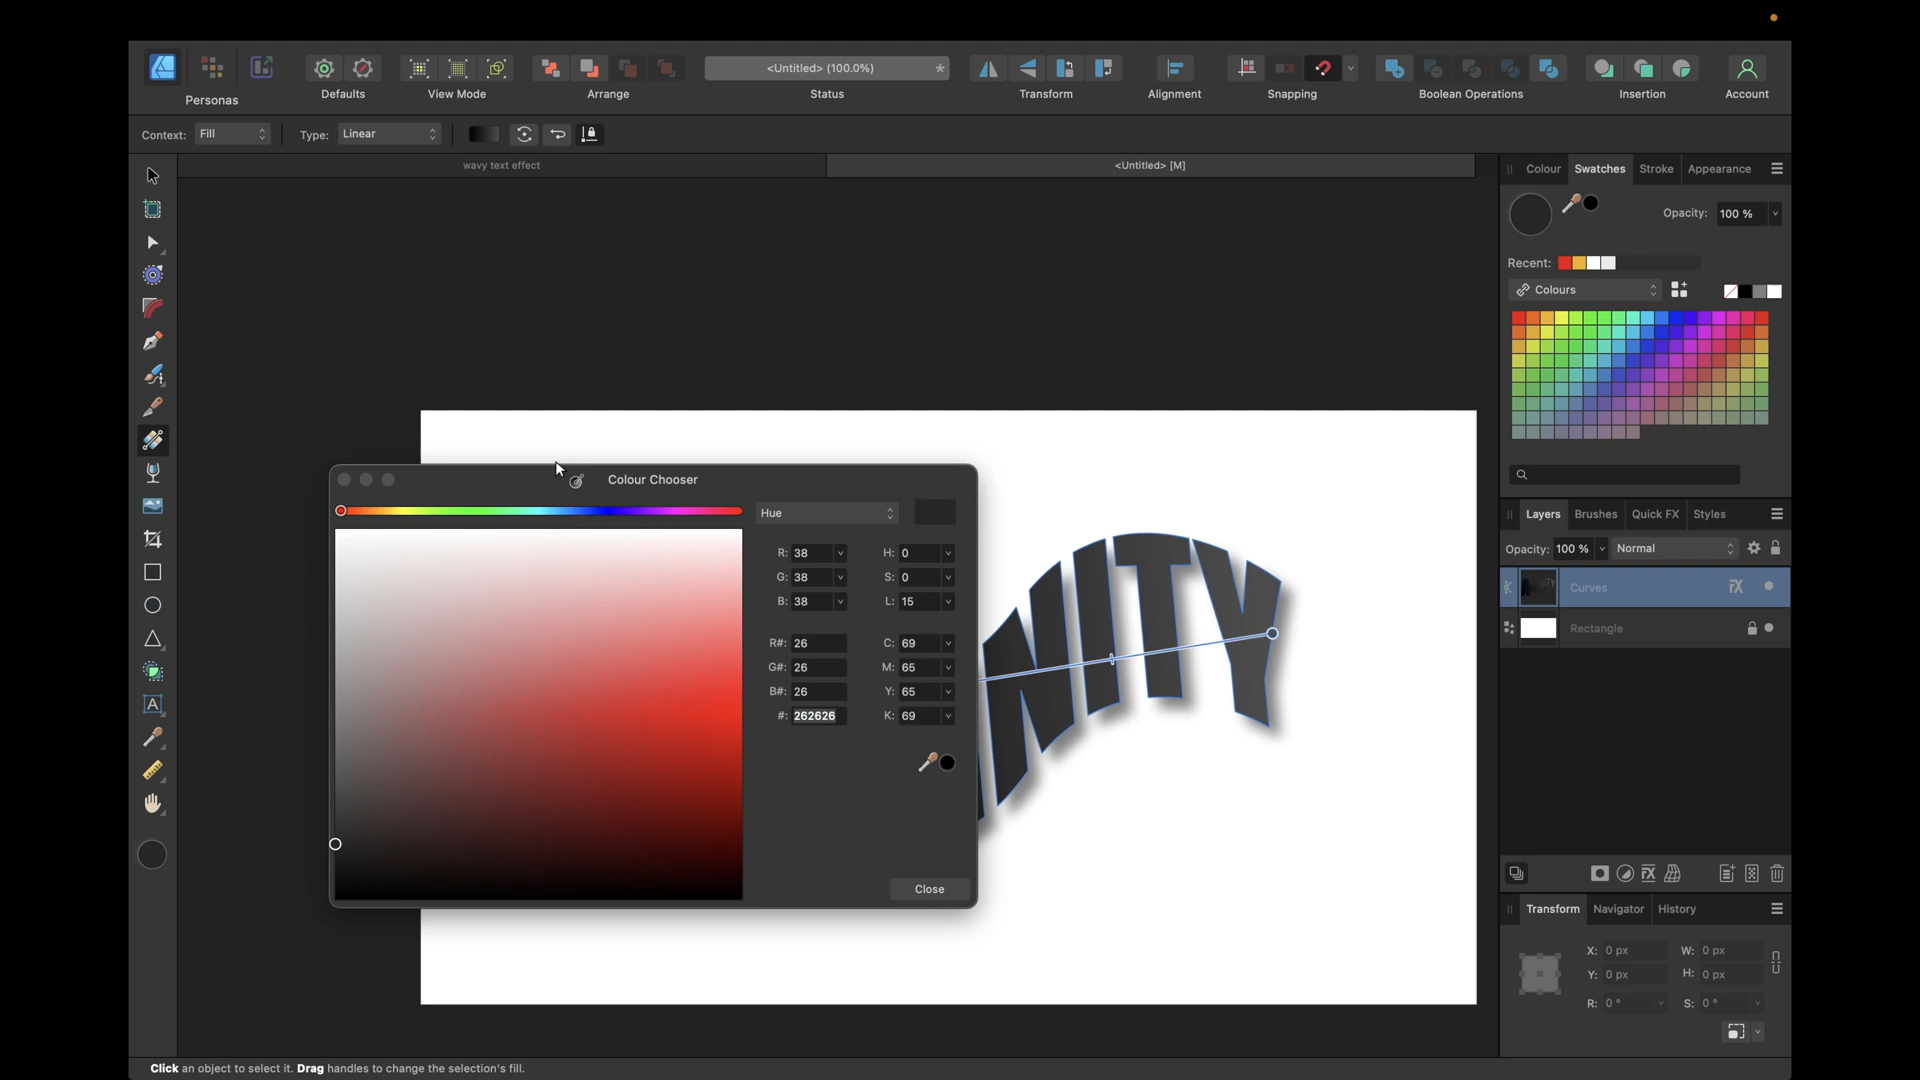 <Untitled> (100.0%)
*
Personas
Defaults
View Mode
Arrange
Status
Transform
Alignment
Snapping
Boolean Operations
Insertion
Account
Context: Fill
Type: Linear
wavy text effect
<Untitled> [M]
Colour Swatches Stroke Appearance
Opacity: 100 %
Recent:
Colours
Colour Chooser
Hue
R: 38 H: 0
G: 38 S: 0
B: 38 L: 15
R#: 26 C: 69
G#: 26 M: 65
B#: 26 Y: 65
#: 262626 K: 69
Close
NITY
Layers Brushes Quick FX Styles
Opacity: 100 % Normal
Curves
Rectangle
Transform Navigator History
X: 0 px W: 0 px
Y: 0 px H: 0 px
R: 0 ° S: 0 °
Click an object to select it. Drag handles to change the selection's fill.